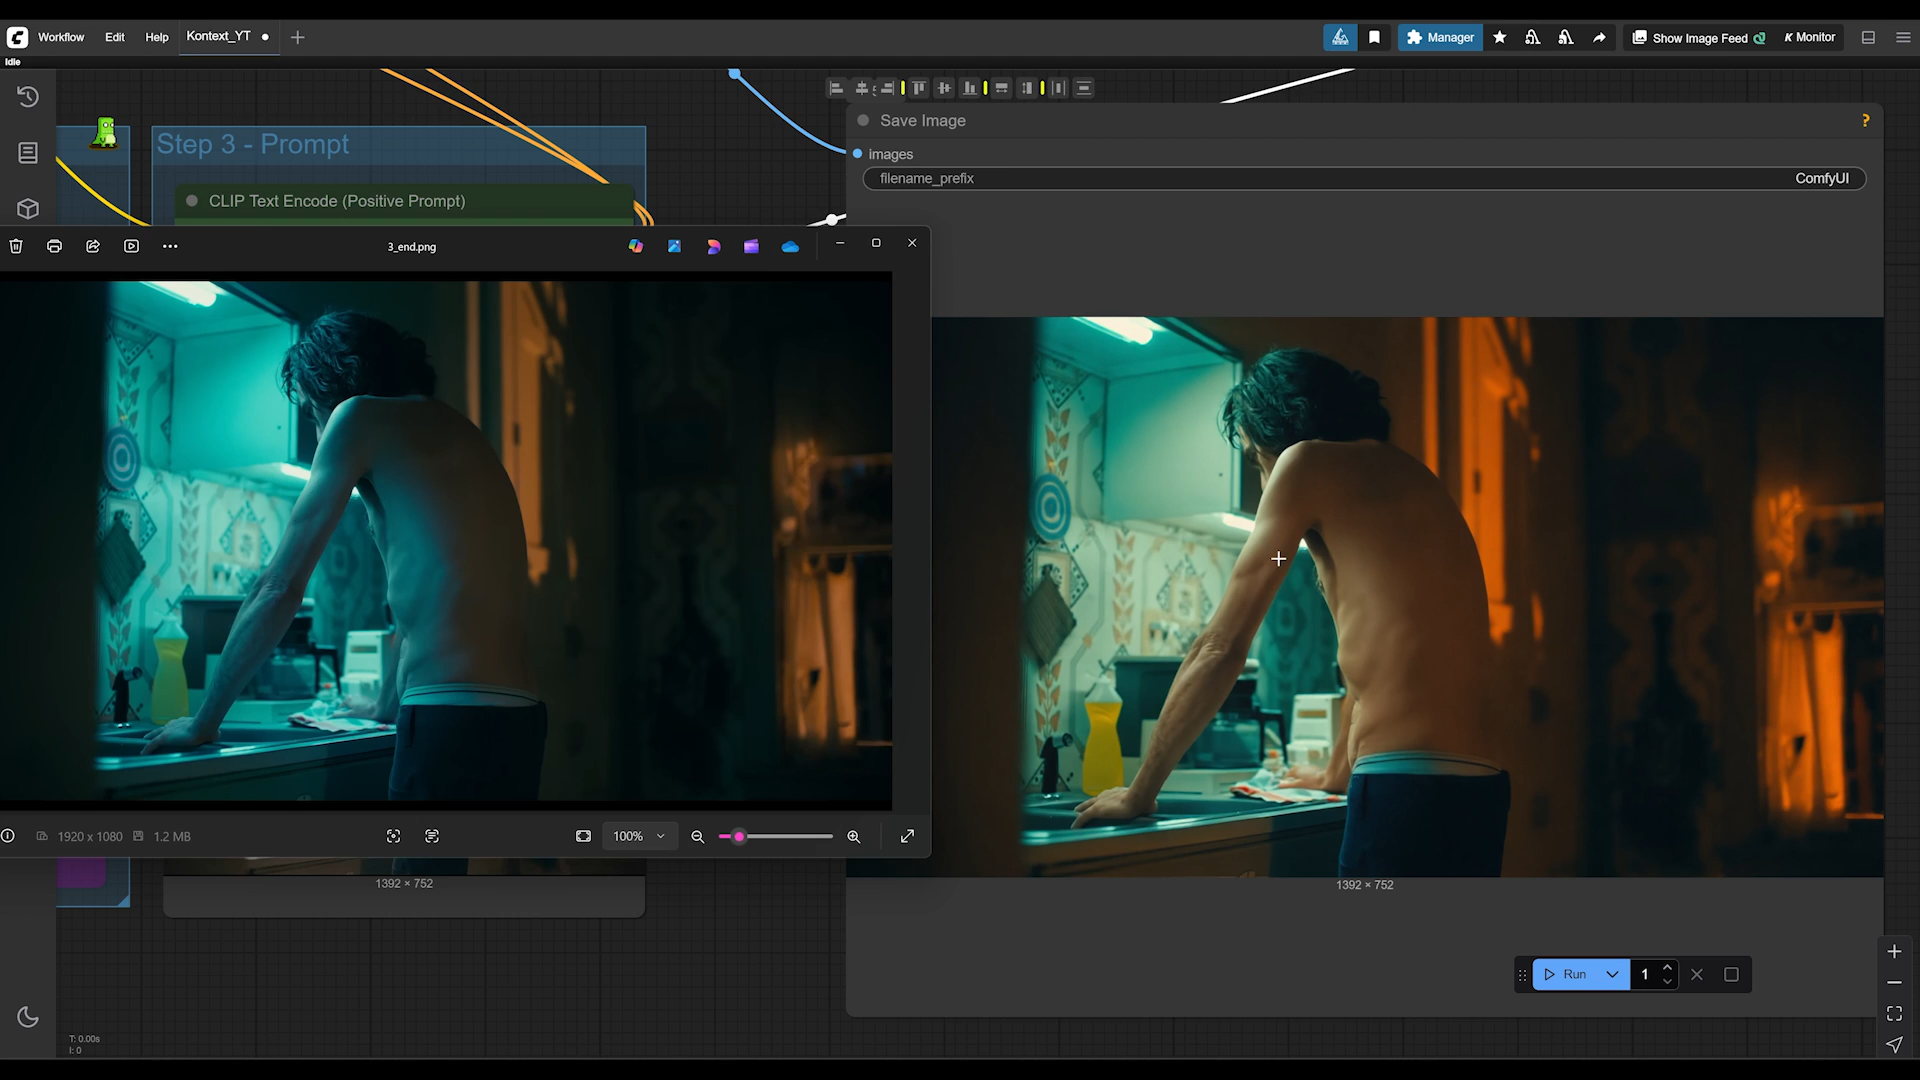 Workflow Edit Help Kontext_YT
Manager Show Image Feed Monitor
Idle
Step 3 - Prompt
CLIP Text Encode (Positive Prompt)
Save Image ?
images
filename_prefix ComfyUI
3_end.png
1920 x 1080 1.2 MB 100%
1392 × 752
1392 × 752
Run 1
T: 0.00s
I: 0